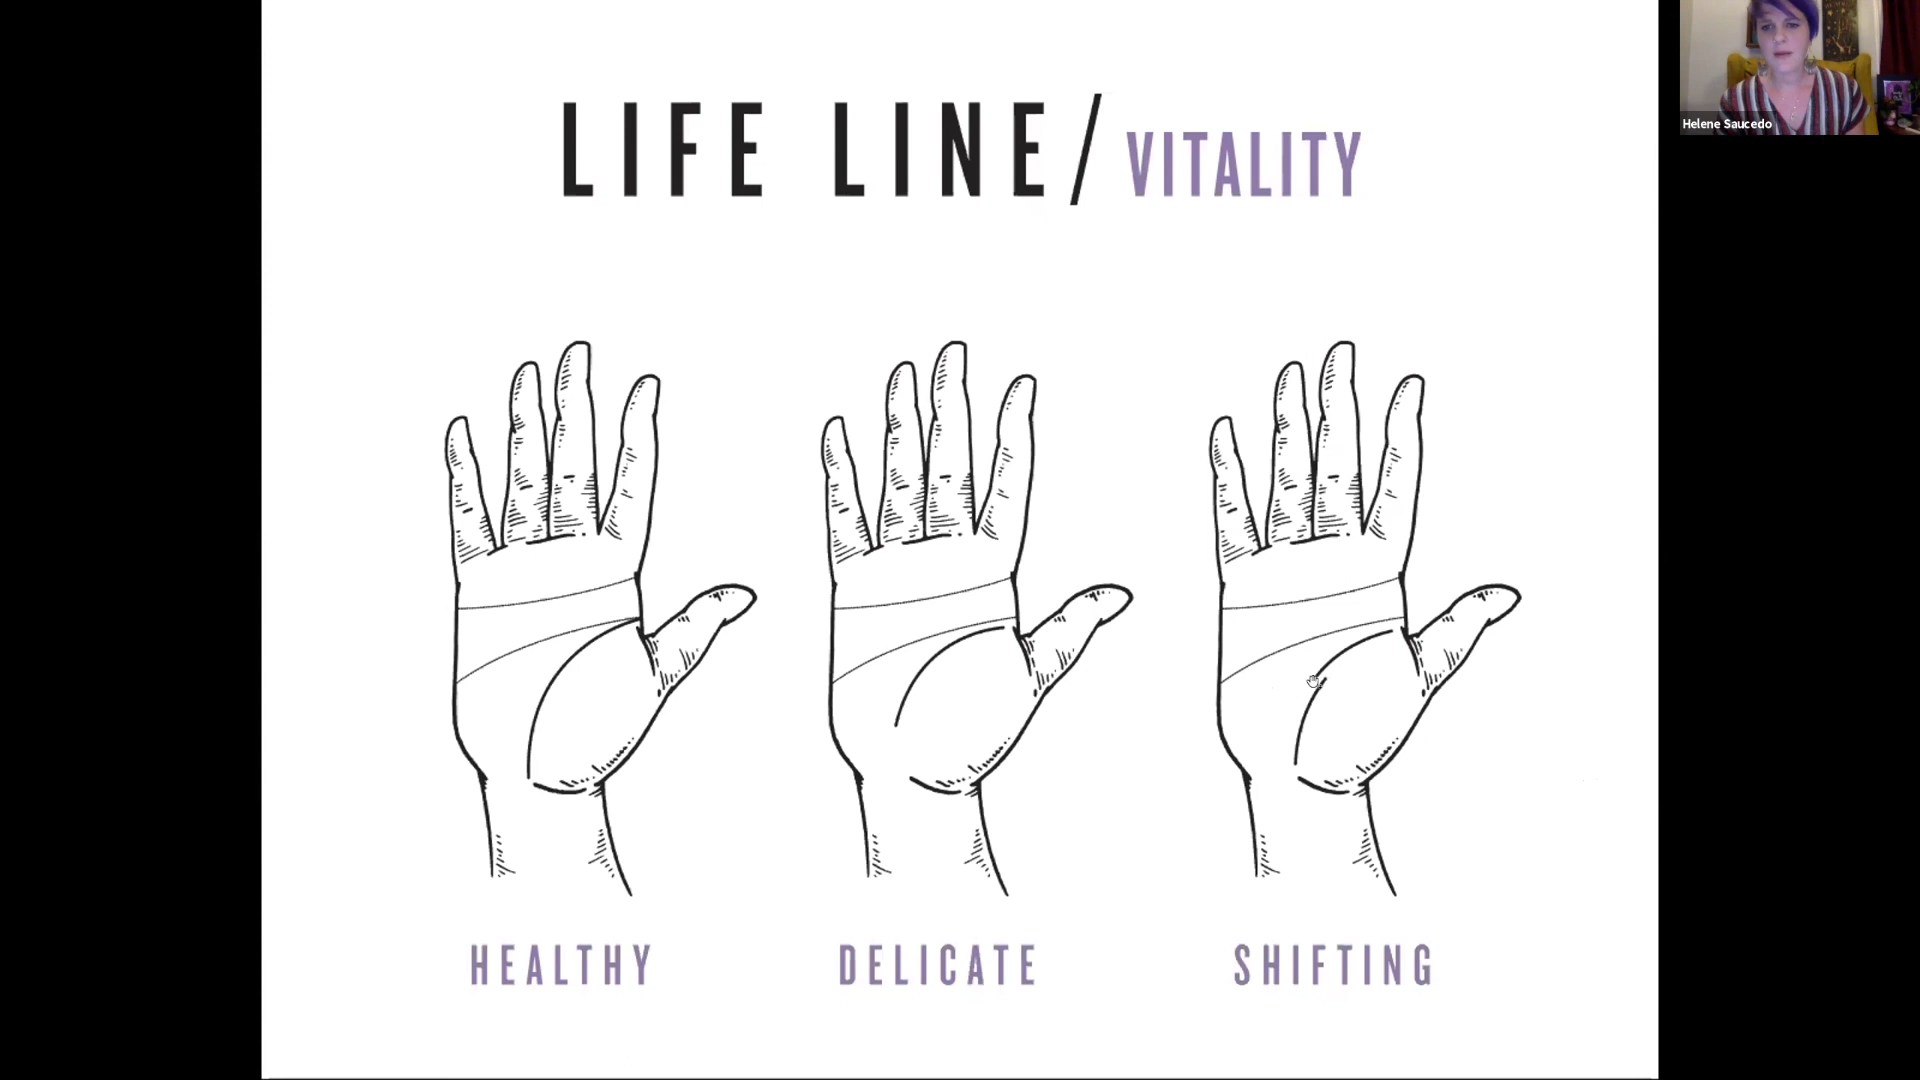 LIFE LINE/ VITALITY
Helene Saucedo
HEALTHY
DELICATE
SHIFTING